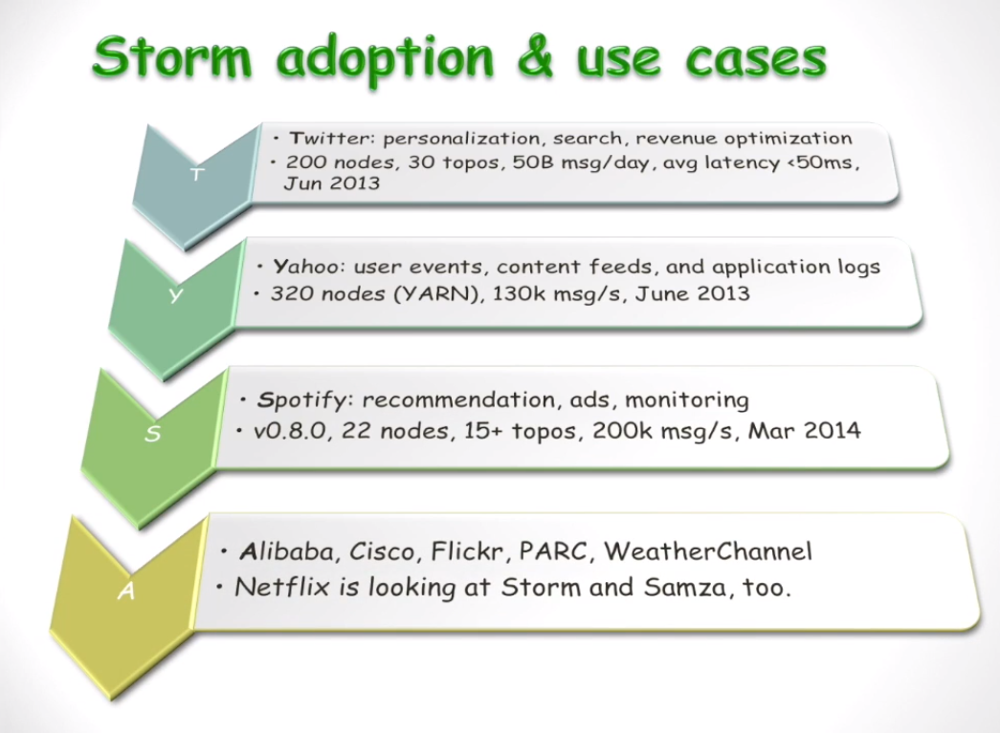 Storm adoption & use cases
T
• Twitter: personalization, search, revenue optimization
• 200 nodes, 30 topos, 50B msg/day, avg latency <50ms,
Jun 2013
Y
• Yahoo: user events, content feeds, and application logs
• 320 nodes (YARN), 130k msg/s, June 2013
S
• Spotify: recommendation, ads, monitoring
• v0.8.0, 22 nodes, 15+ topos, 200k msg/s, Mar 2014
A
• Alibaba, Cisco, Flickr, PARC, WeatherChannel
• Netflix is looking at Storm and Samza, too.